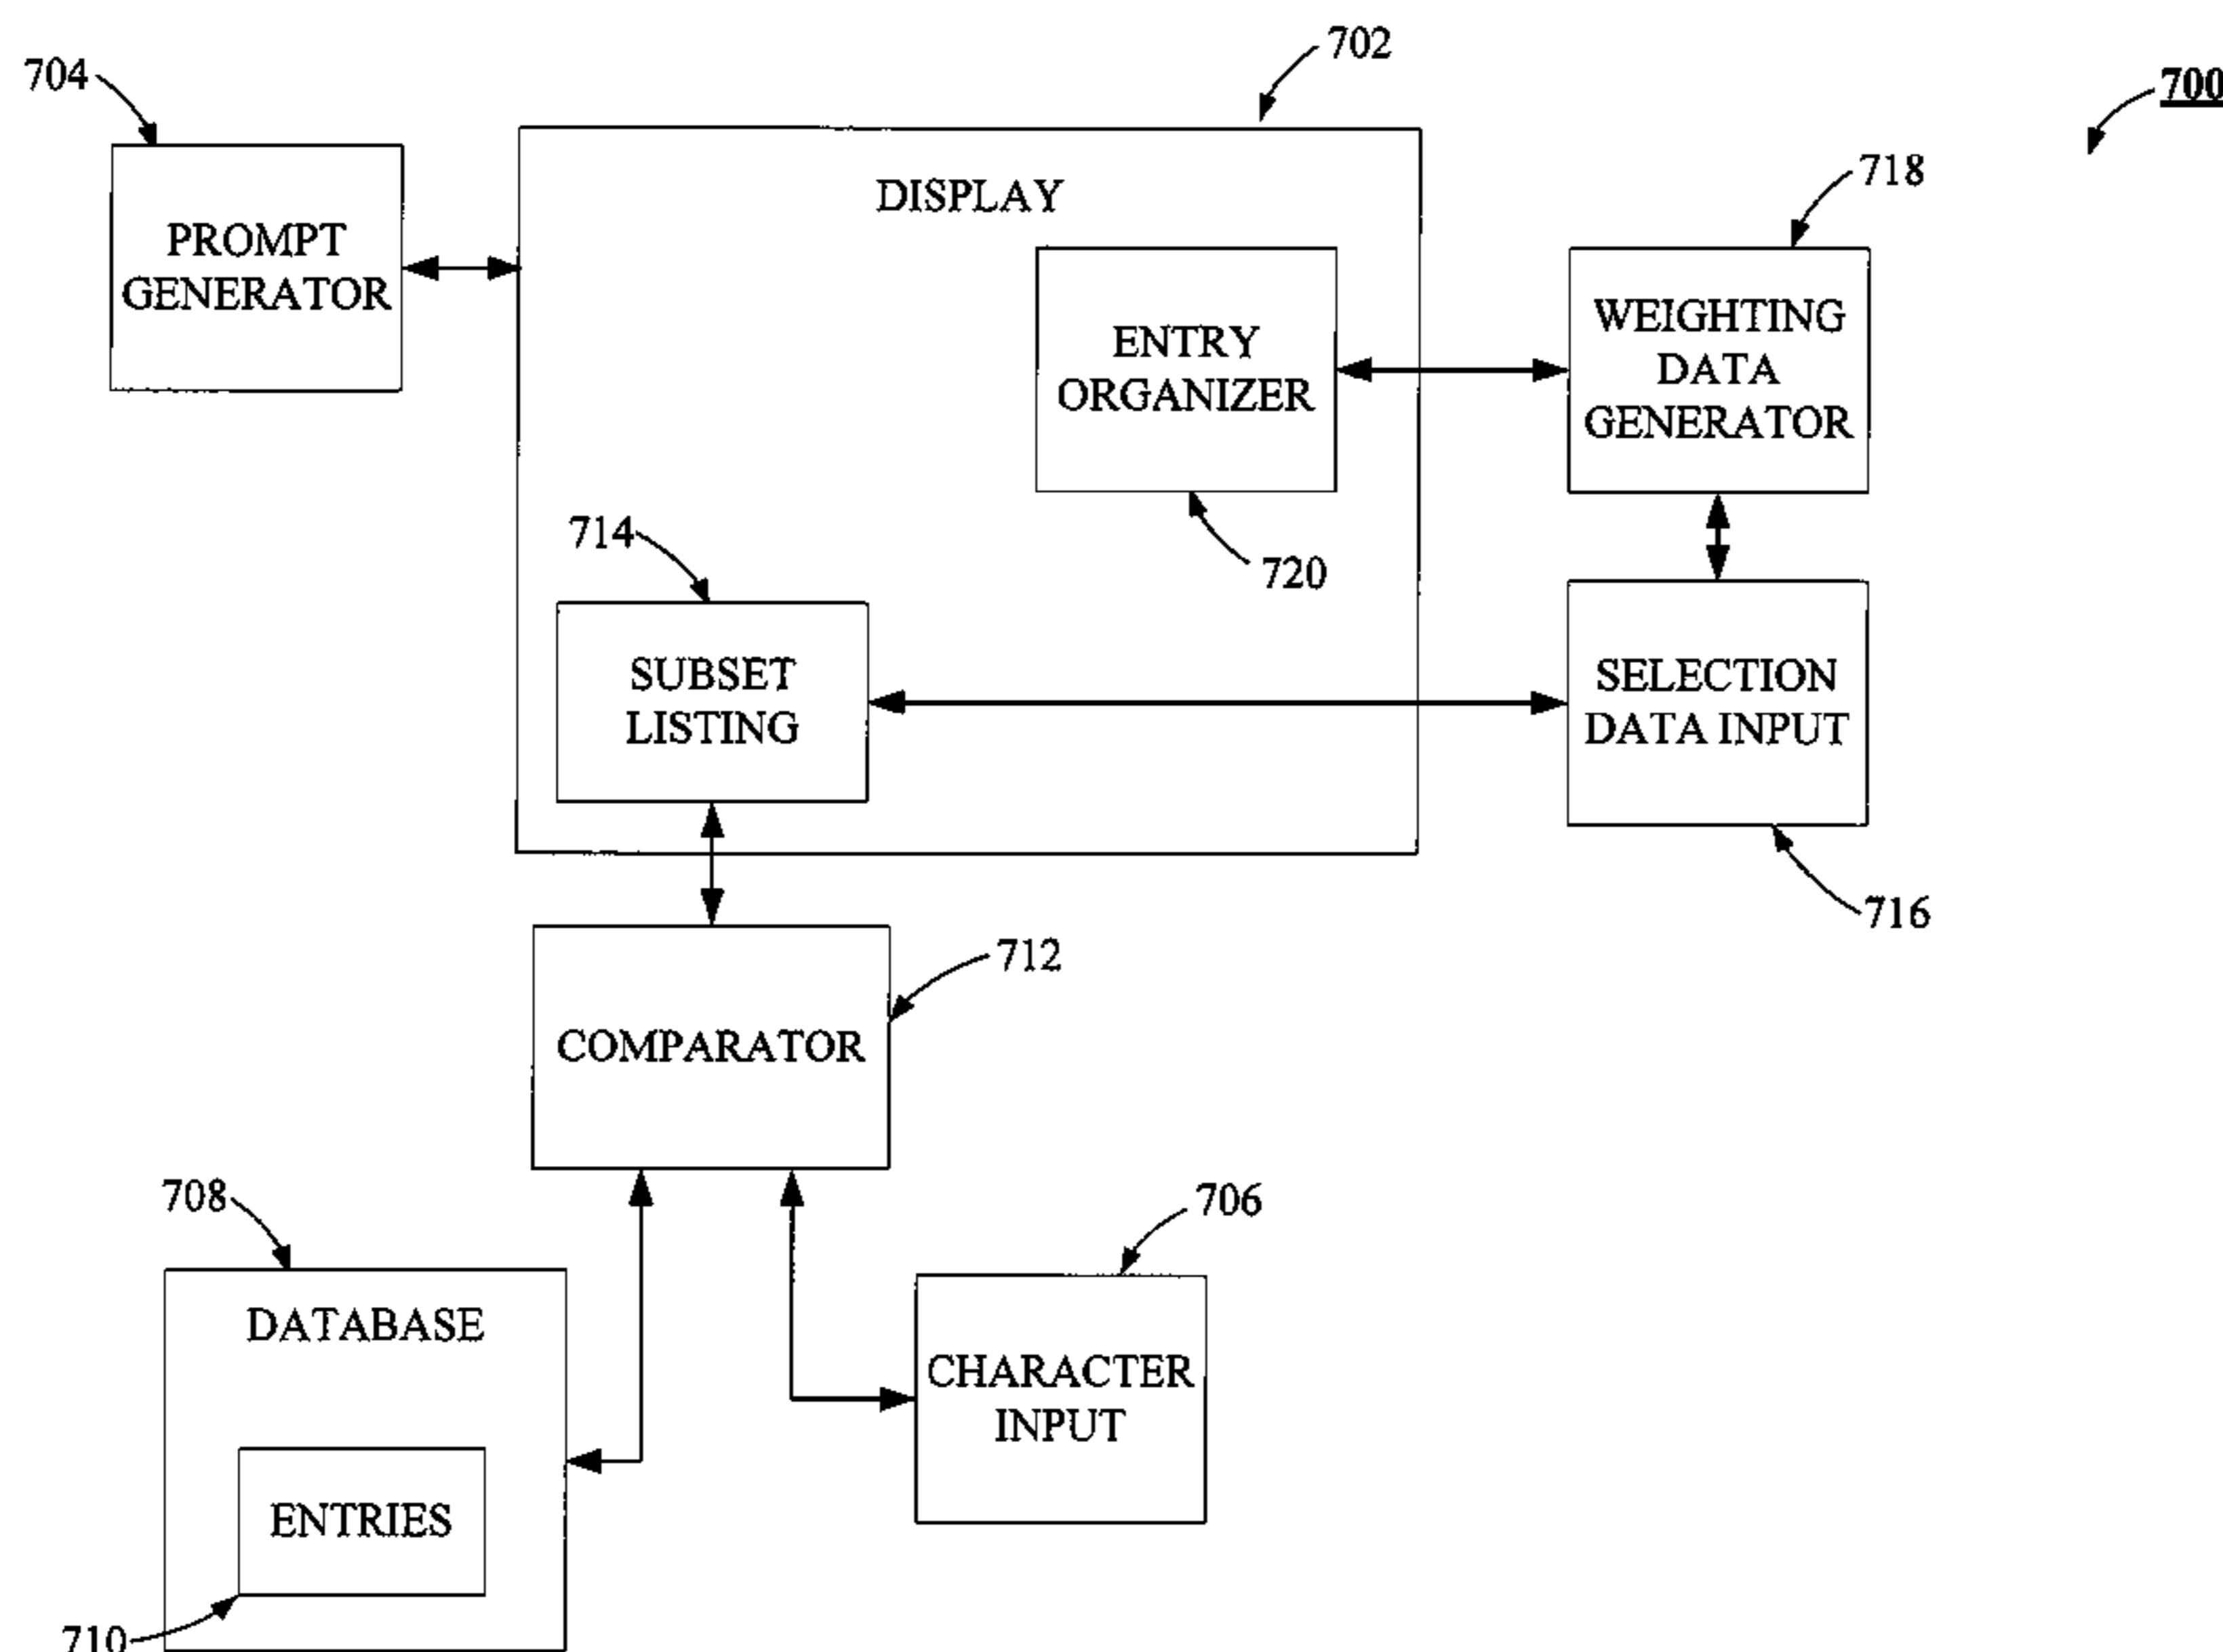 702
700
704
718
DISPLAY
PROMPT
GENERATOR
WEIGHTING
DATA
GENERATOR
ENTRY
ORGANIZER
714
720
SUBSET
LISTING
SELECTION
DATA INPUT
716
712
COMPARATOR
708
706
DATABASE
CHARACTER
INPUT
ENTRIES
710